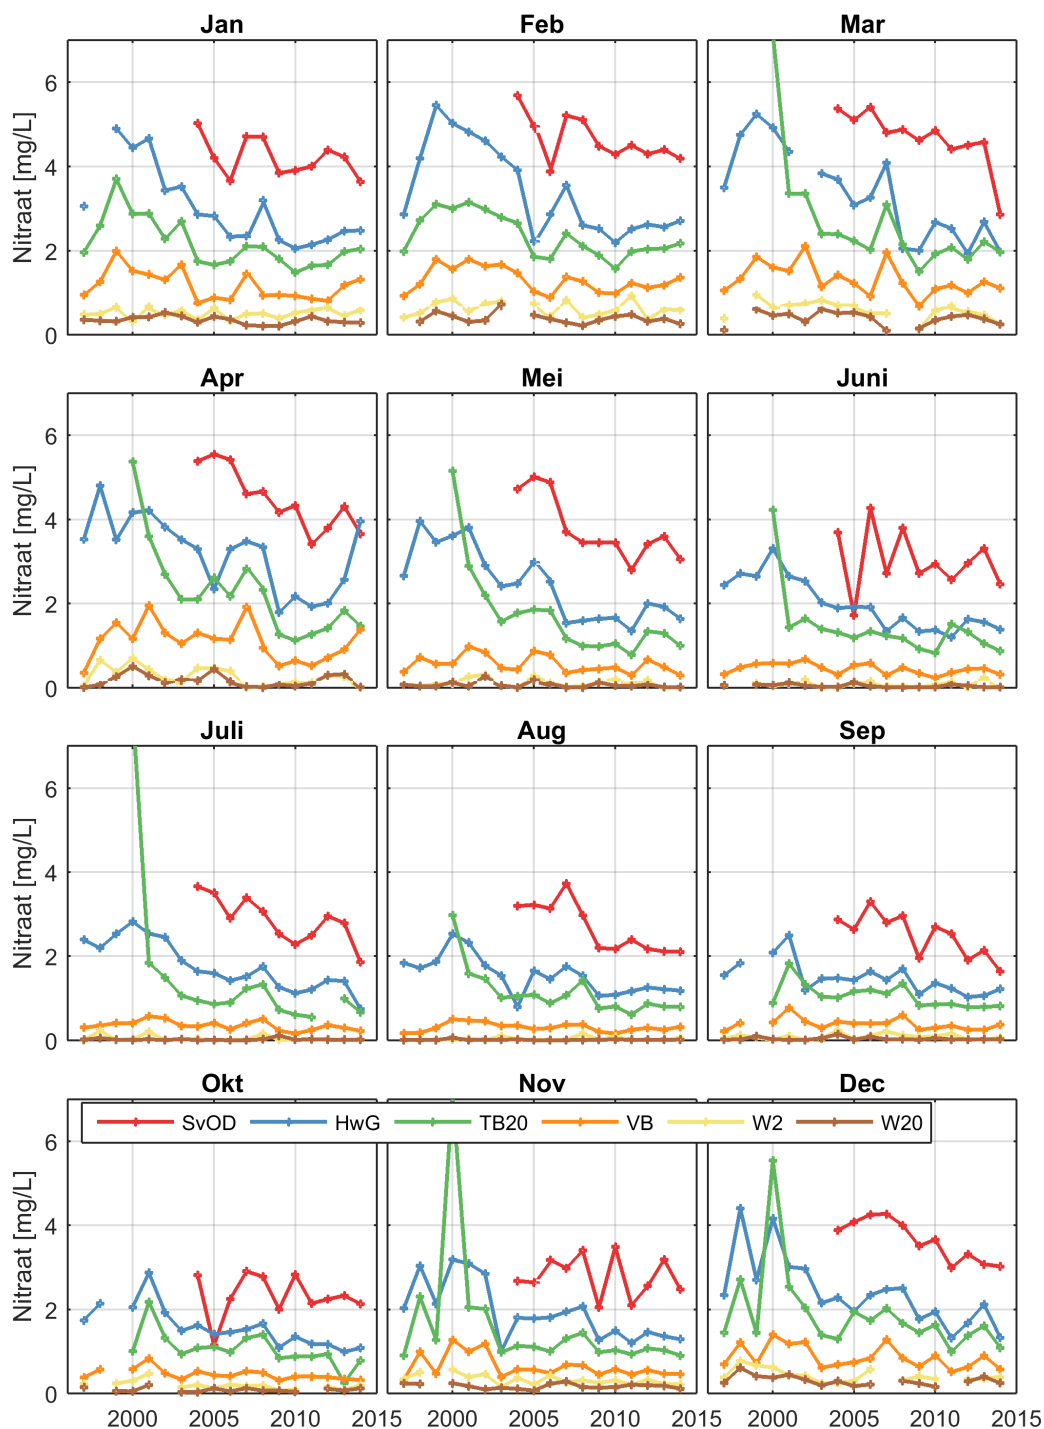 Jan Feb Mar
Nitraat [mg/L]
6
4
2
0
Apr Mei Juni
Nitraat [mg/L]
6
4
2
0
Juli Aug Sep
Nitraat [mg/L]
6
4
2
0
Okt Nov Dec
SvOD HwG TB20 VB W2 W20
Nitraat [mg/L]
6
4
2
0
2000 2005 2010 2015 2000 2005 2010 2015 2000 2005 2010 2015